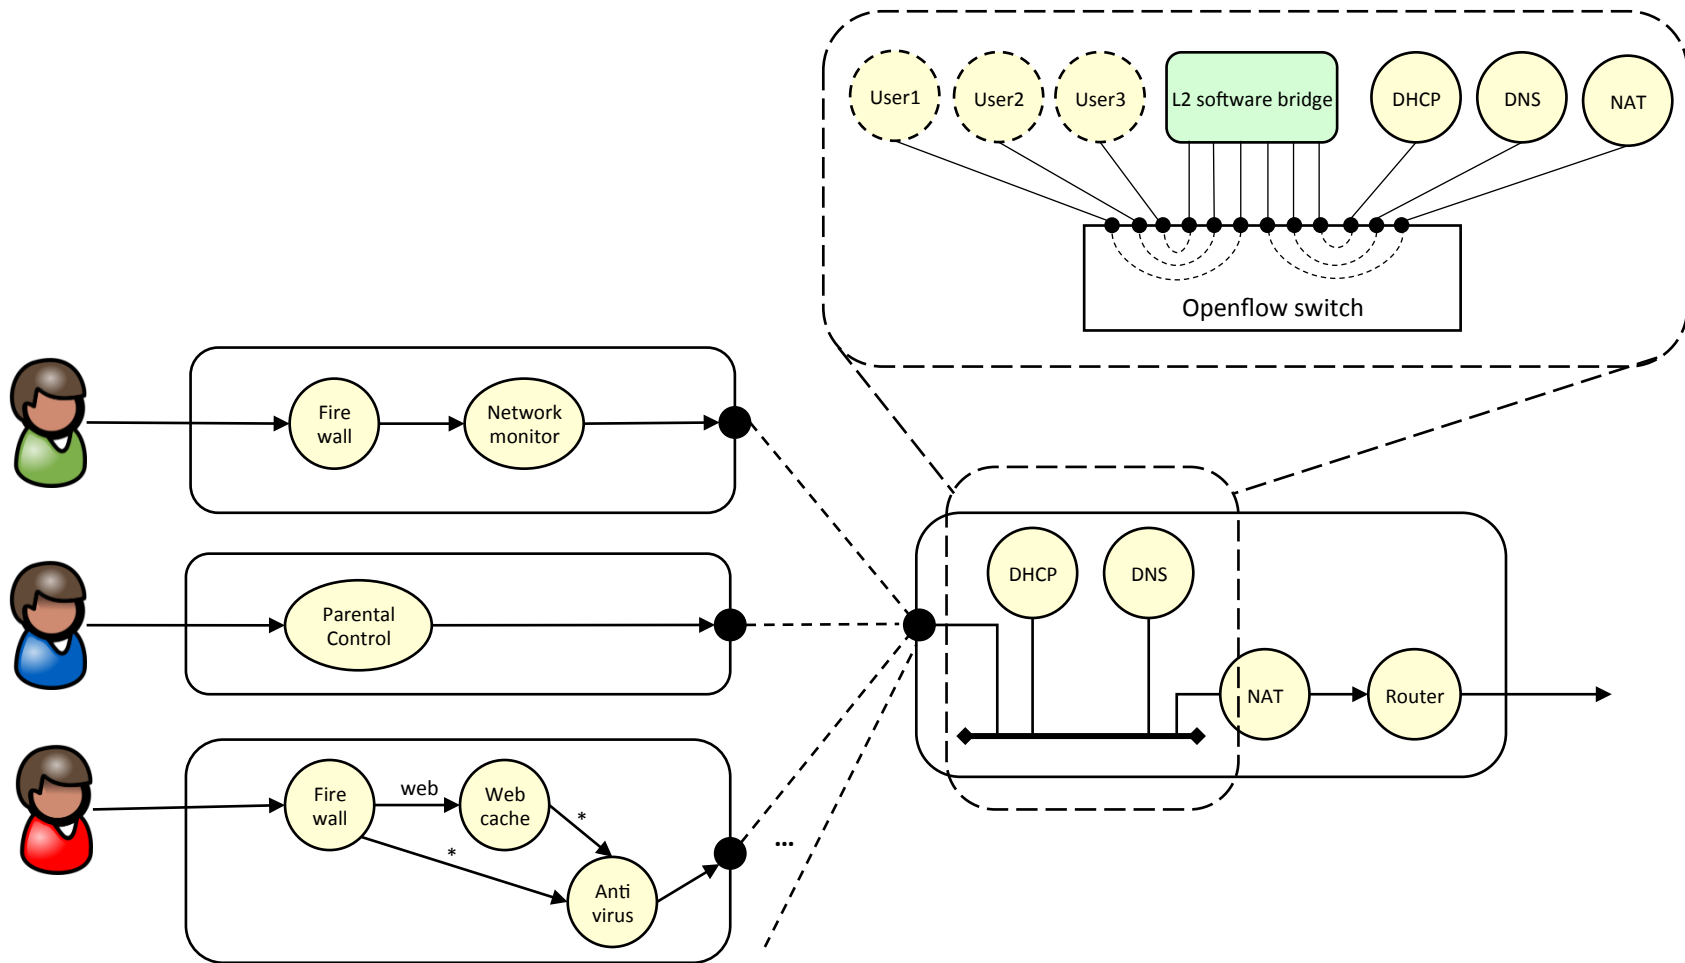 User1
User2
User3
L2 software bridge
DHCP
DNS
NAT
Openflow switch
Fire
wall
Network
monitor
Parental
Control
DHCP
DNS
NAT
Router
Fire
wall
web
Web
cache
*
*
Anti
virus
...